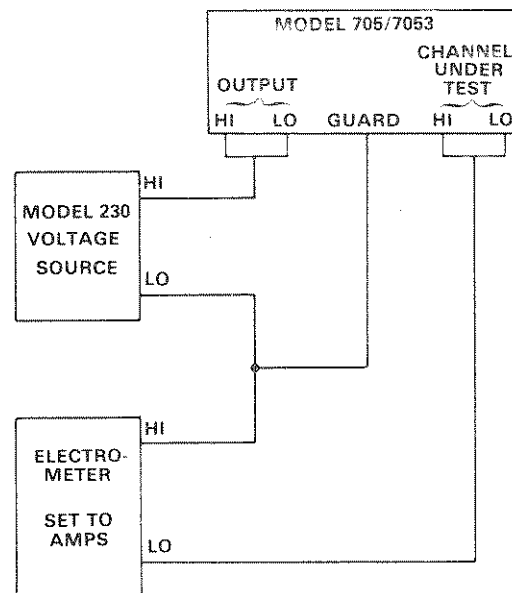 MODEL 705/7053
OUTPUT
CHANNEL
UNDER
TEST
HI
LO
GUARD
HI
LO
MODEL 230
VOLTAGE
SOURCE
HI
LO
ELECTRO-
METER
SET TO
AMPS
HI
LO